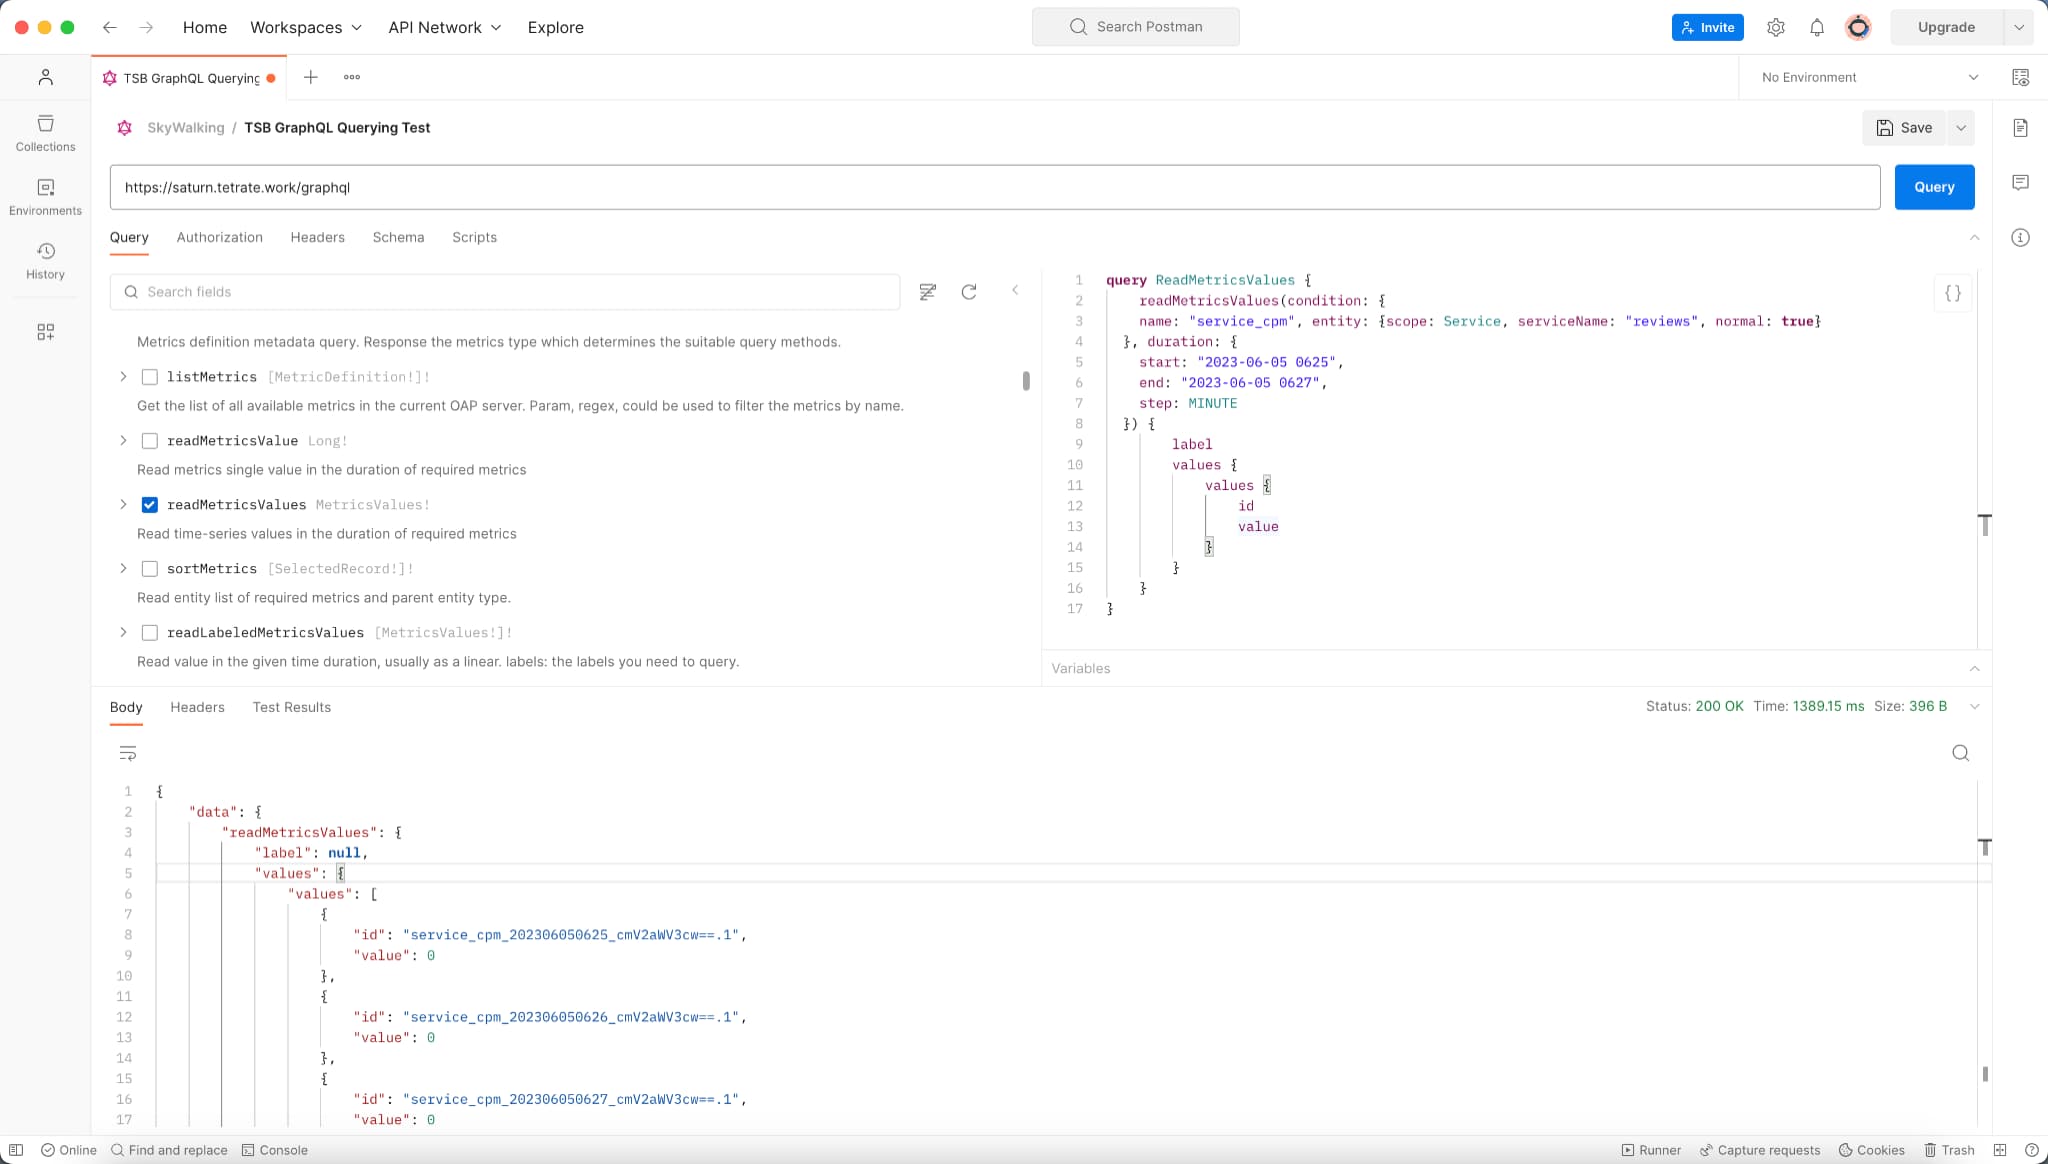 Home Workspaces API Network Explore Search Postman Invite Upgrade
TSB GraphQL Querying No Environment
SkyWalking / TSB GraphQL Querying Test Save
Collections
Environments
History
https://saturn.tetrate.work/graphql Query
Query Authorization Headers Schema Scripts
Search fields
Metrics definition metadata query. Response the metrics type which determines the suitable query methods.
listMetrics [MetricDefinition!]!
Get the list of all available metrics in the current OAP server. Param, regex, could be used to filter the metrics by name.
readMetricsValue Long!
Read metrics single value in the duration of required metrics
readMetricsValues MetricsValues!
Read time-series values in the duration of required metrics
sortMetrics [SelectedRecord!]!
Read entity list of required metrics and parent entity type.
readLabeledMetricsValues [MetricsValues!]!
Read value in the given time duration, usually as a linear. labels: the labels you need to query.
1 query ReadMetricsValues {
2 readMetricsValues(condition: {
3 name: "service_cpm", entity: {scope: Service, serviceName: "reviews", normal: true}
4 }, duration: {
5 start: "2023-06-05 0625",
6 end: "2023-06-05 0627",
7 step: MINUTE
8 }) {
9 label
10 values {
11 values {
12 id
13 value
14 }
15 }
16 }
17 }
{}
Variables
Body Headers Test Results Status: 200 OK Time: 1389.15 ms Size: 396 B
1 {
2 "data": {
3 "readMetricsValues": {
4 "label": null,
5 "values": {
6 "values": [
7 {
8 "id": "service_cpm_202306050625_cmV2aWV3cw==.1",
9 "value": 0
10 },
11 {
12 "id": "service_cpm_202306050626_cmV2aWV3cw==.1",
13 "value": 0
14 },
15 {
16 "id": "service_cpm_202306050627_cmV2aWV3cw==.1",
17 "value": 0
Online Find and replace Console Runner Capture requests Cookies Trash